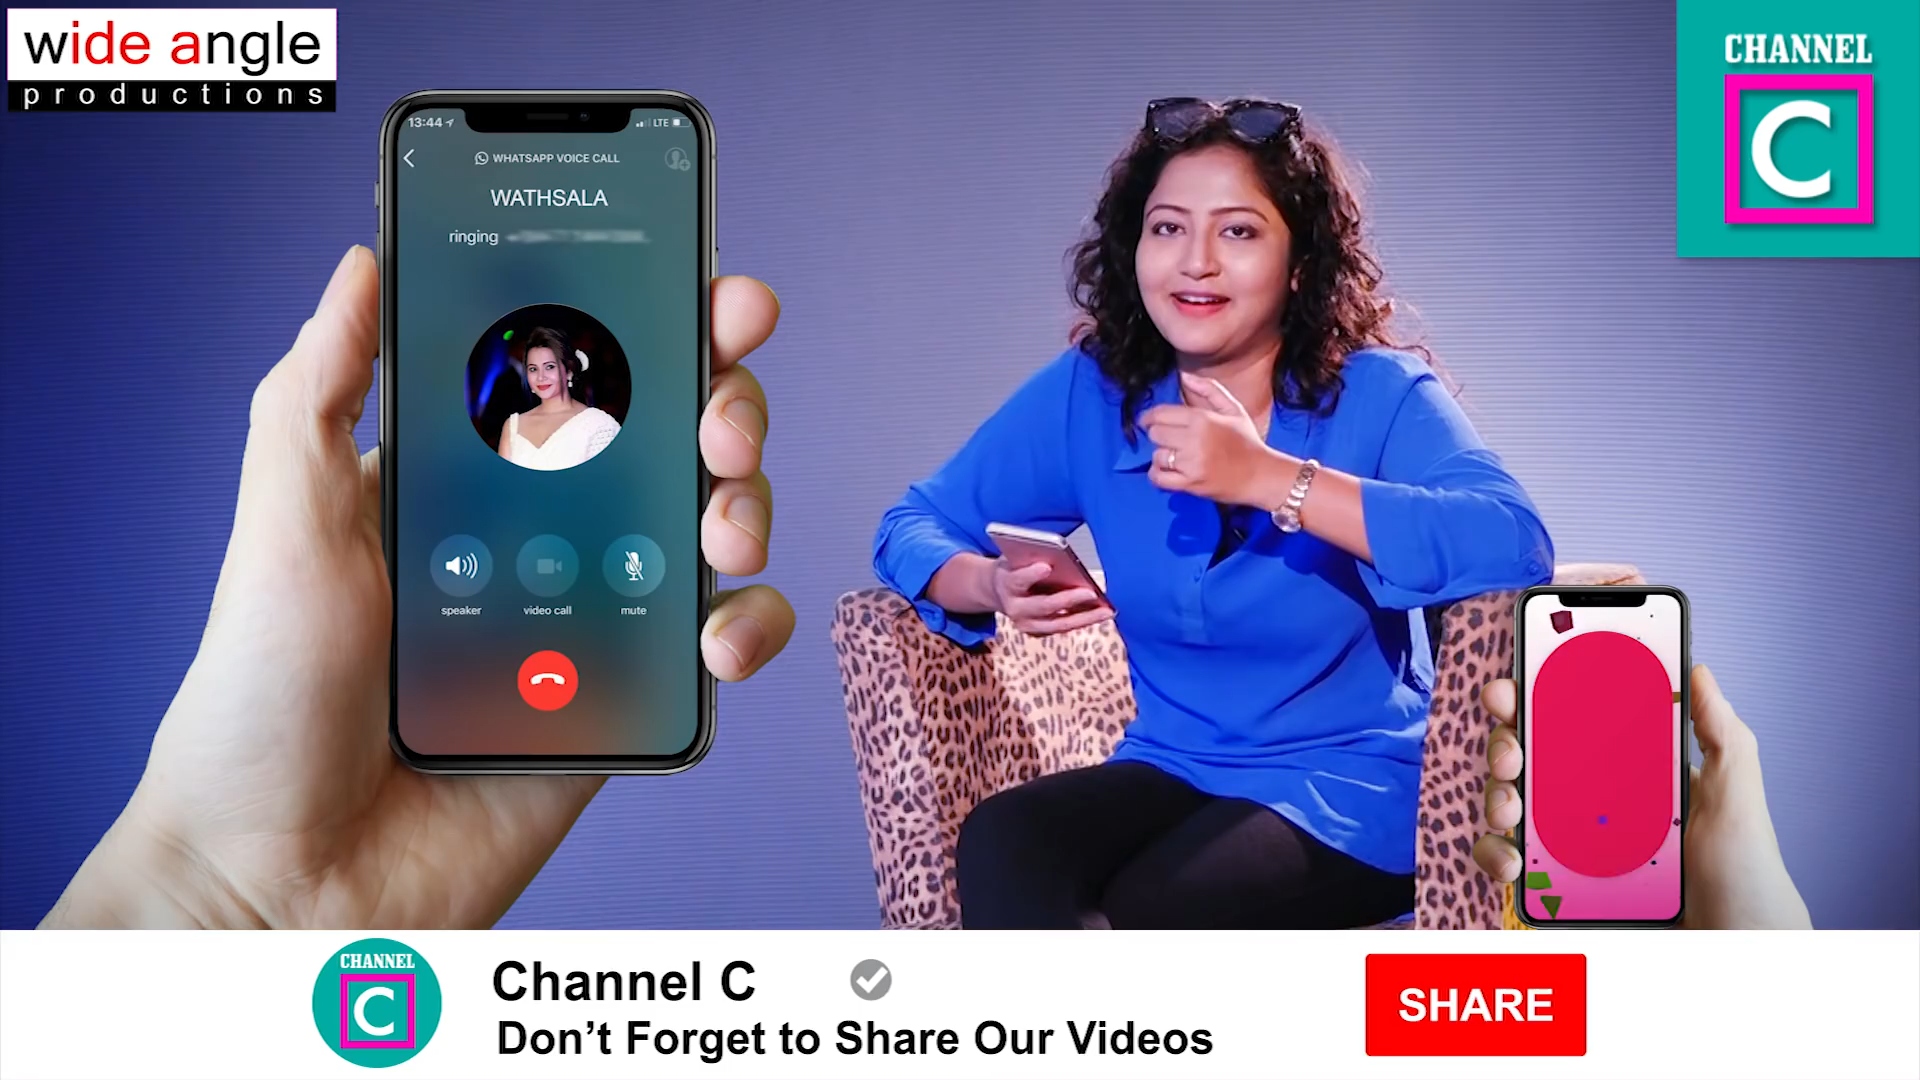 wide angle
productions
13:44
LTE
WHATSAPP VOICE CALL
WATHSALA
ringing
speaker
video call
mute
CHANNEL
C
CHANNEL
C
Channel C
Don’t Forget to Share Our Videos
SHARE